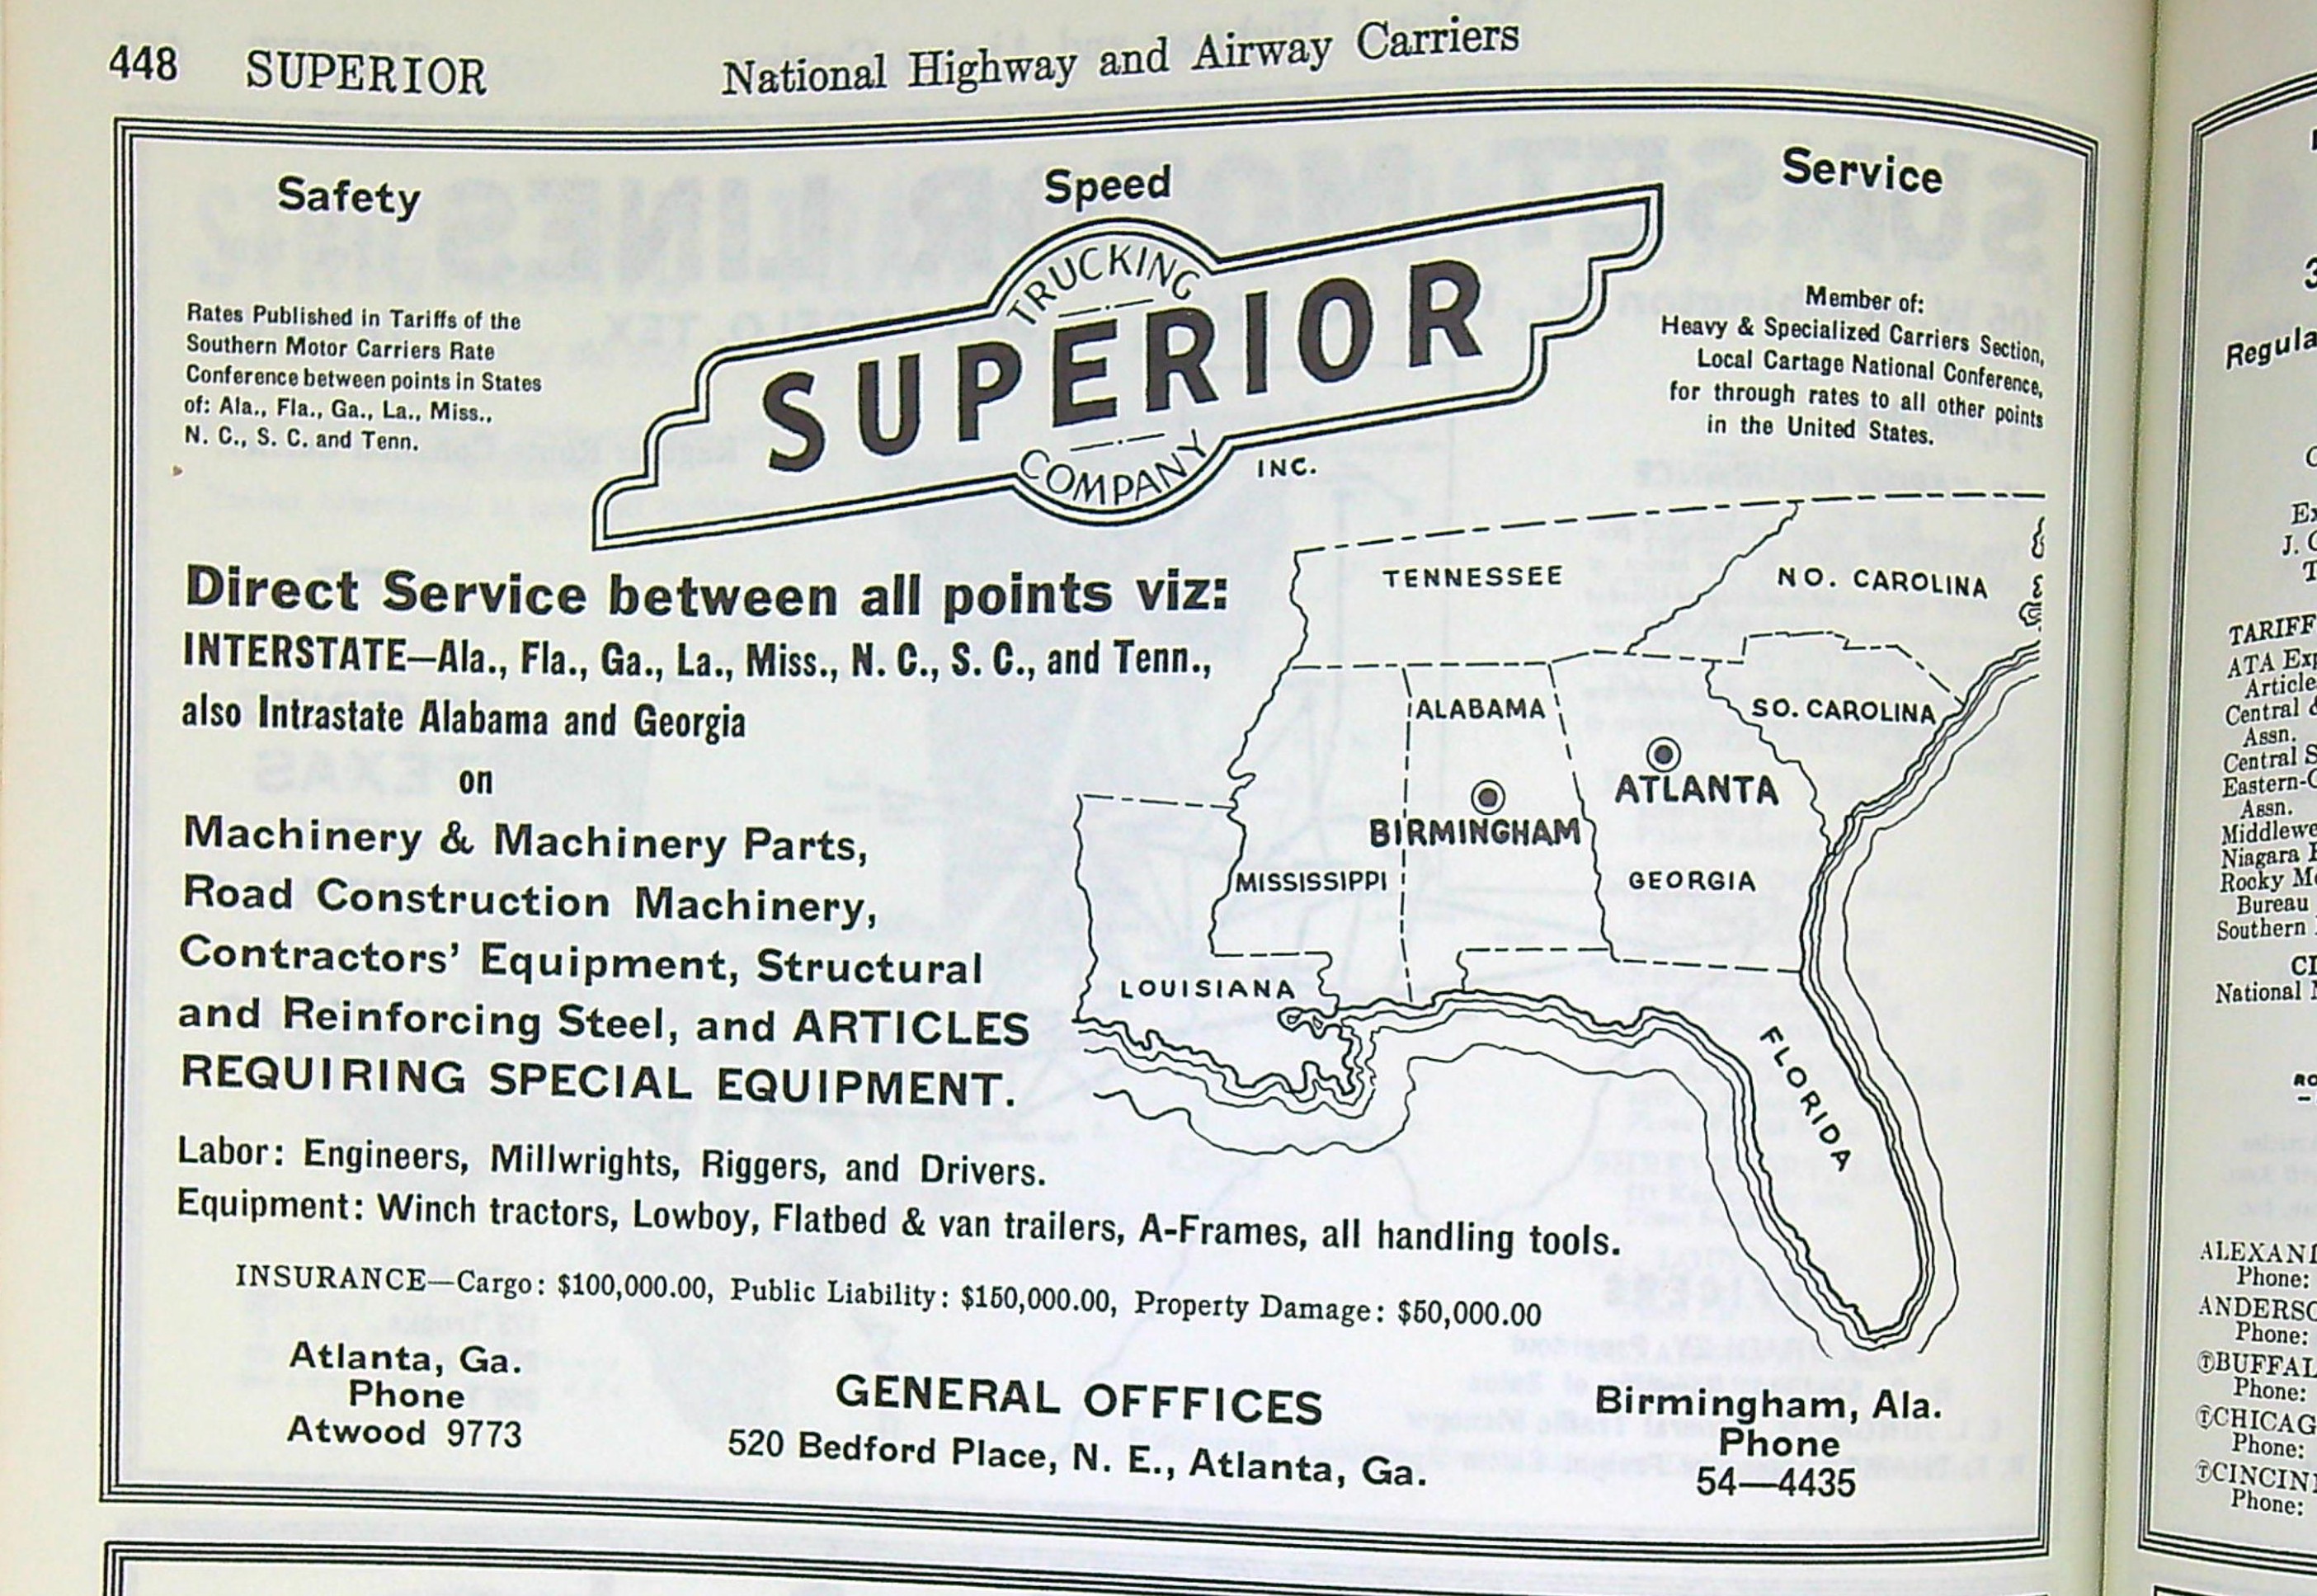 448 SUPERIOR National Highway and Airway Carriers
Safety
Speed
Service
TRUCKING
SUPERIOR
COMPANY
INC.
Rates Published in Tariffs of the
Southern Motor Carriers Rate
Conference between points in States
of: Ala., Fla., Ga., La., Miss.,
N. C., S. C. and Tenn.
Member of:
Heavy & Specialized Carriers Section,
Local Cartage National Conference,
for through rates to all other points
in the United States.
Direct Service between all points viz:
INTERSTATE—Ala., Fla., Ga., La., Miss., N. C., S. C., and Tenn.,
also Intrastate Alabama and Georgia
on
Machinery & Machinery Parts,
Road Construction Machinery,
Contractors' Equipment, Structural
and Reinforcing Steel, and ARTICLES
REQUIRING SPECIAL EQUIPMENT.
TENNESSEE
NO. CAROLINA
ALABAMA
SO. CAROLINA
ATLANTA
BIRMINGHAM
MISSISSIPPI
GEORGIA
LOUISIANA
FLORIDA
Labor: Engineers, Millwrights, Riggers, and Drivers.
Equipment: Winch tractors, Lowboy, Flatbed & van trailers, A-Frames, all handling tools.
INSURANCE—Cargo: $100,000.00, Public Liability: $150,000.00, Property Damage: $50,000.00
Atlanta, Ga.
Phone
Atwood 9773
GENERAL OFFFICES
520 Bedford Place, N. E., Atlanta, Ga.
Birmingham, Ala.
Phone
54—4435
Regula
TARIFF
ATA Exp
Article
Central &
Assn.
Central S
Eastern-C
Assn.
Middlewe
Niagara
Rocky Mo
Bureau
Southern
National
ALEXAN
Phone:
ANDERSO
Phone:
ⓉBUFFAL
Phone:
ⓉCHICAG
Phone:
ⓉCINCIN
Phone: